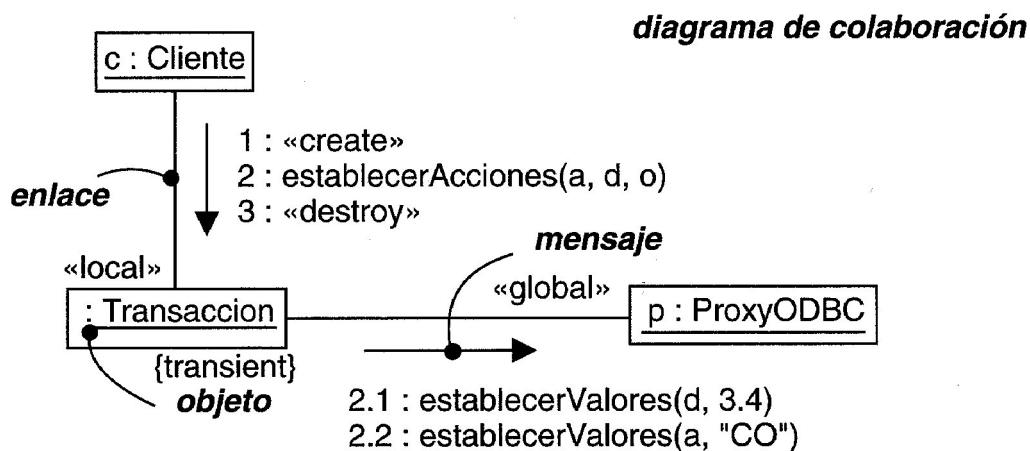 diagrama de colaboración
c : Cliente
1 : «create»
2 : establecerAcciones(a, d, o)
3 : «destroy»
enlace
mensaje
«local»
«global»
: Transaccion
p : ProxyODBC
{transient}
objeto
2.1 : establecerValores(d, 3.4)
2.2 : establecerValores(a, "CO")